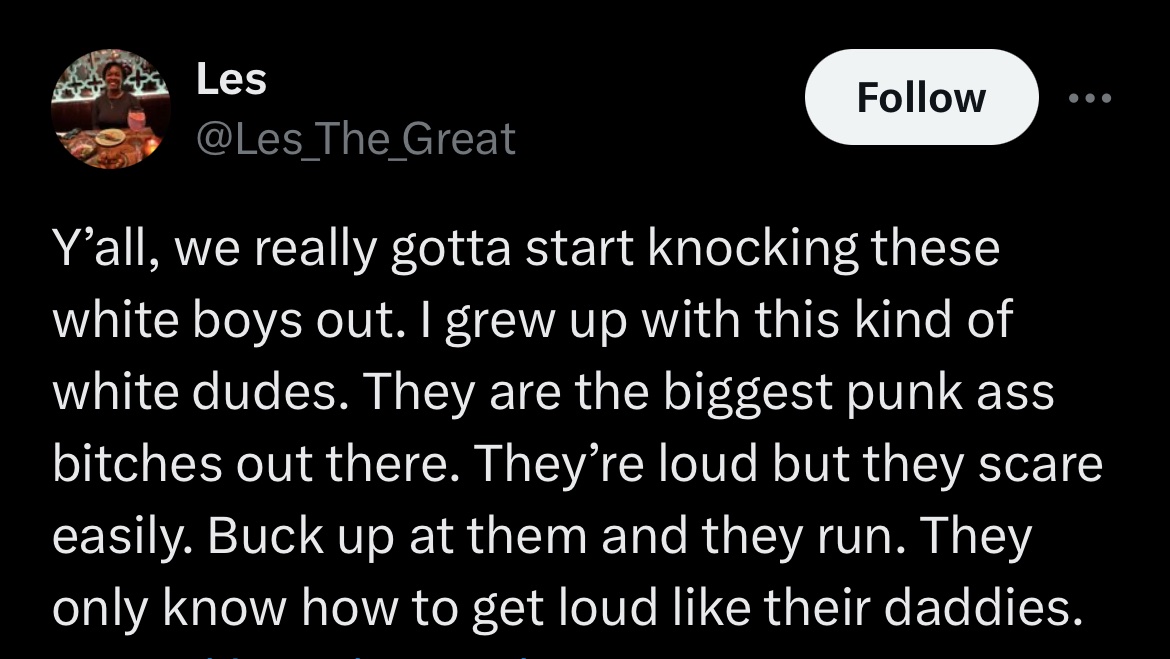 Les
@Les_The_Great
Follow
Y’all, we really gotta start knocking these
white boys out. I grew up with this kind of
white dudes. They are the biggest punk ass
bitches out there. They’re loud but they scare
easily. Buck up at them and they run. They
only know how to get loud like their daddies.